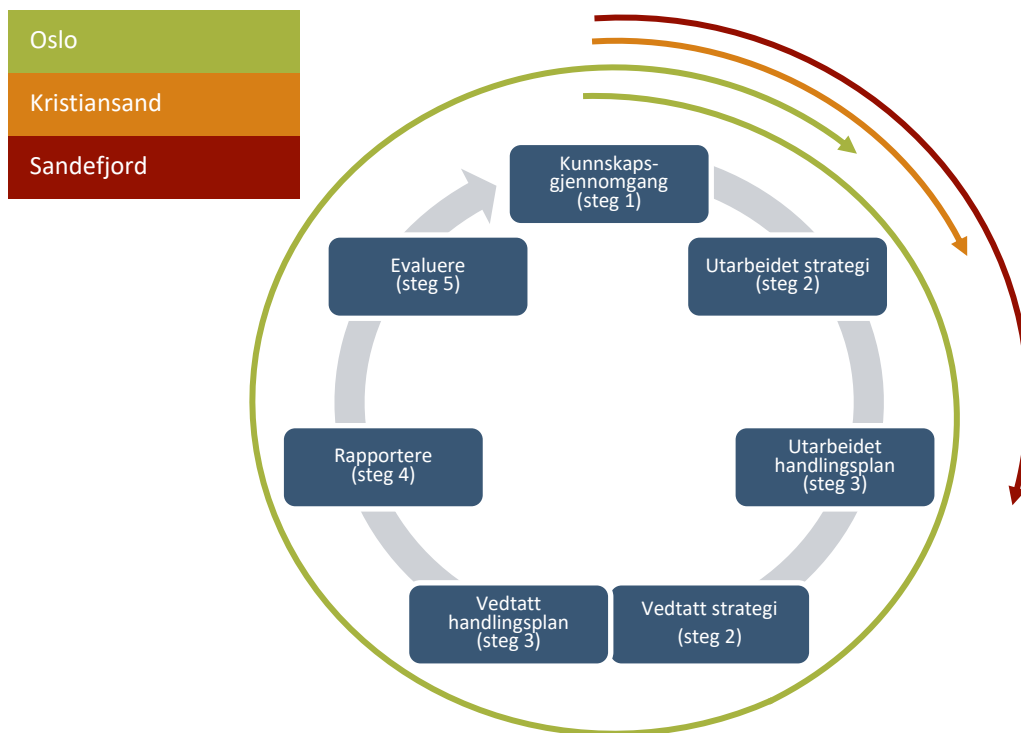 Oslo
Kristiansand
Sandefjord
Kunnskaps-
gjennomgang
(steg 1)
Utarbeidet strategi
(steg 2)
Utarbeidet
handlingsplan
(steg 3)
Vedtatt strategi
(steg 2)
Vedtatt
handlingsplan
(steg 3)
Rapportere
(steg 4)
Evaluere
(steg 5)